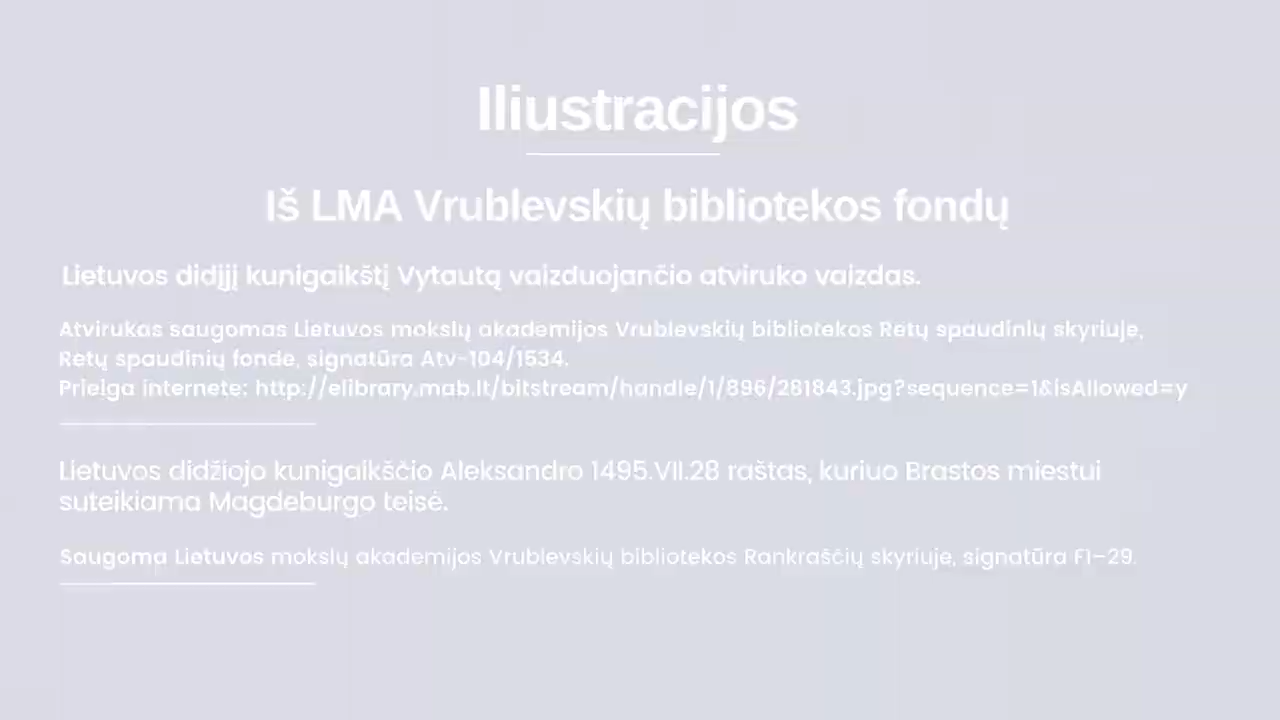 Iliustracijos
Iš LMA Vrublevskių bibliotekos fondų
Lietuvos didįjį kunigaikštį Vytautą vaizduojančio atviruko vaizdas.
Atvirukas saugomas Lietuvos mokslų akademijos Vrublevskių bibliotekos Retų spaudinių skyriuje,
Retų spaudinių fonde, signatūra Atv-104/1534.
Prieiga internete: http://elibrary.mab.lt/bitstream/handle/1/896/281843.jpg?sequence=1&isAllowed=y
Lietuvos didžiojo kunigaikščio Aleksandro 1495.VII.28 raštas, kuriuo Brastos miestui
suteikiama Magdeburgo teisė.
Saugoma Lietuvos mokslų akademijos Vrublevskių bibliotekos Rankraščių skyriuje, signatūra F1–29.